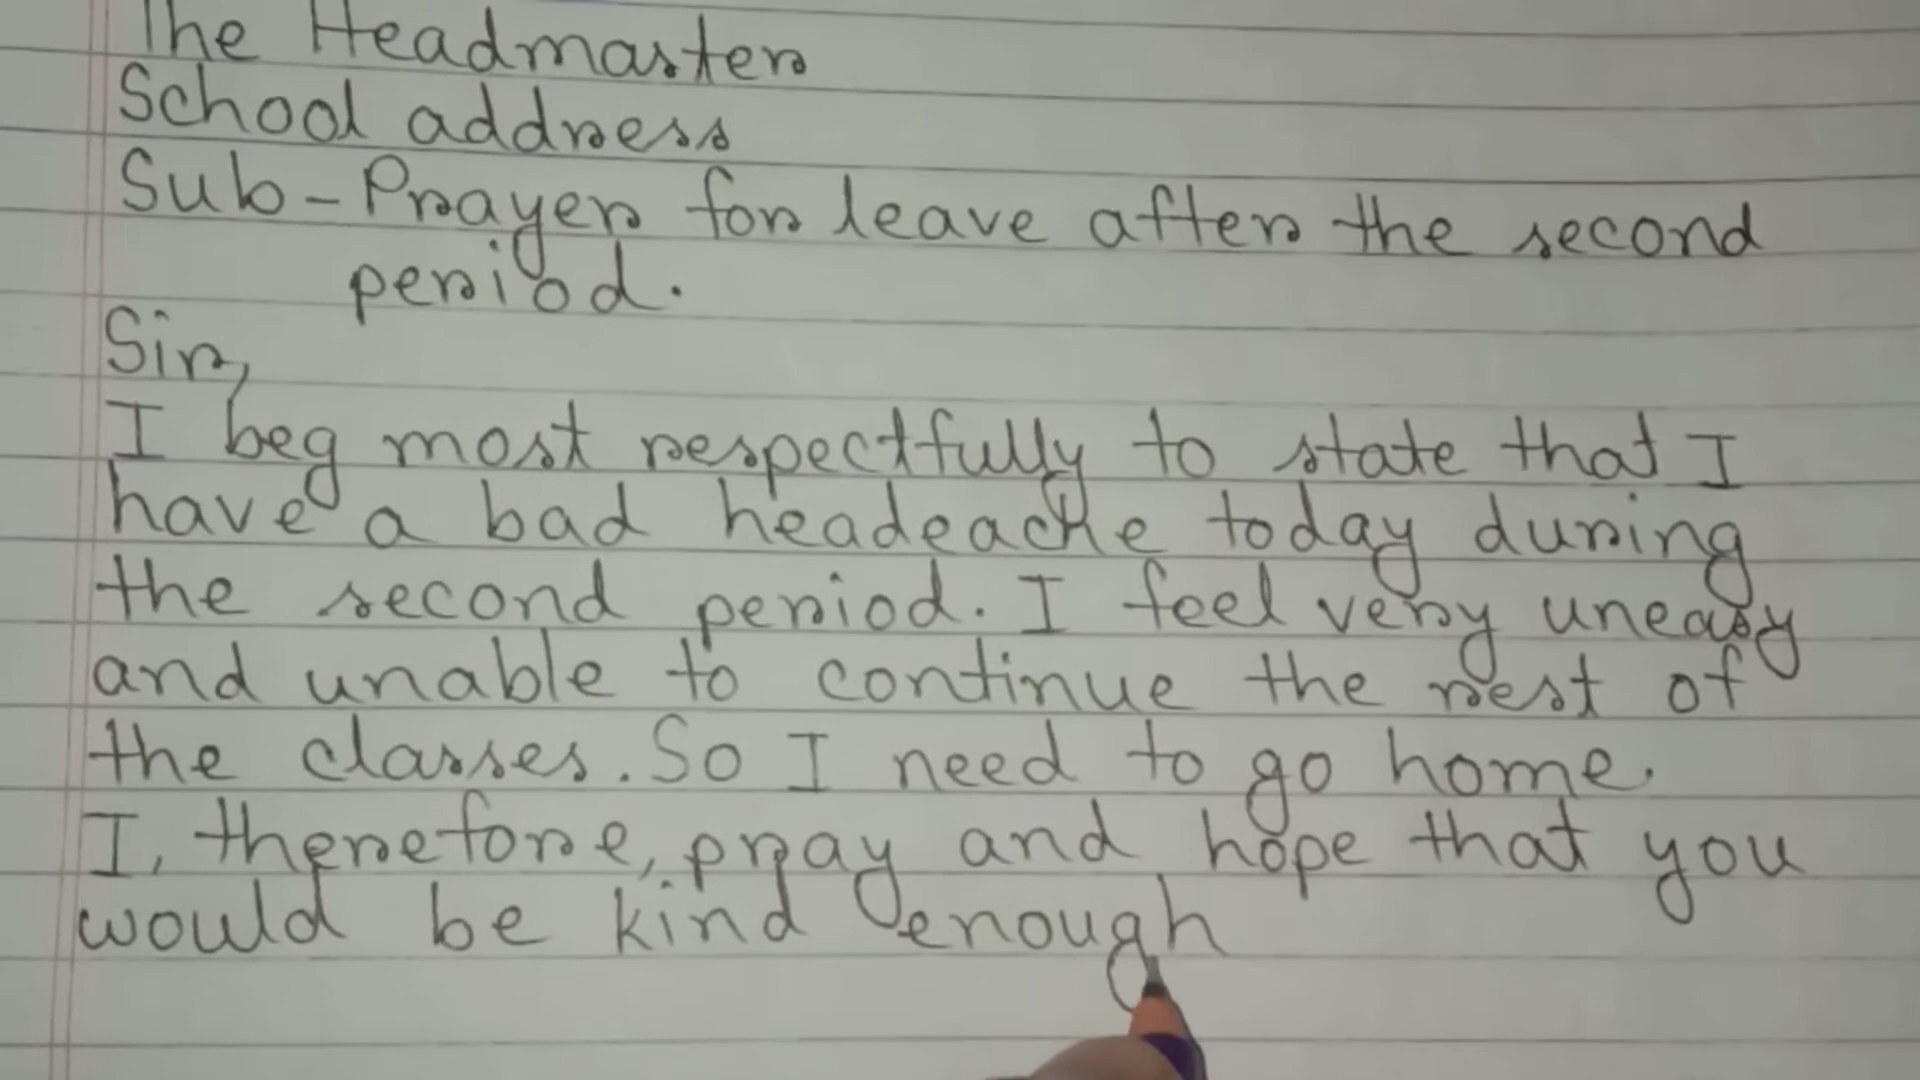 The Headmaster
School address
Sub-Prayer for leave after the second
period.
Sir,
I beg most respectfully to state that I
have a bad headeache today during
the second period. I feel very uneasy
and unable to continue the rest of
the classes. So I need to go home.
I, therefore, pray and hope that you
would be kind enough